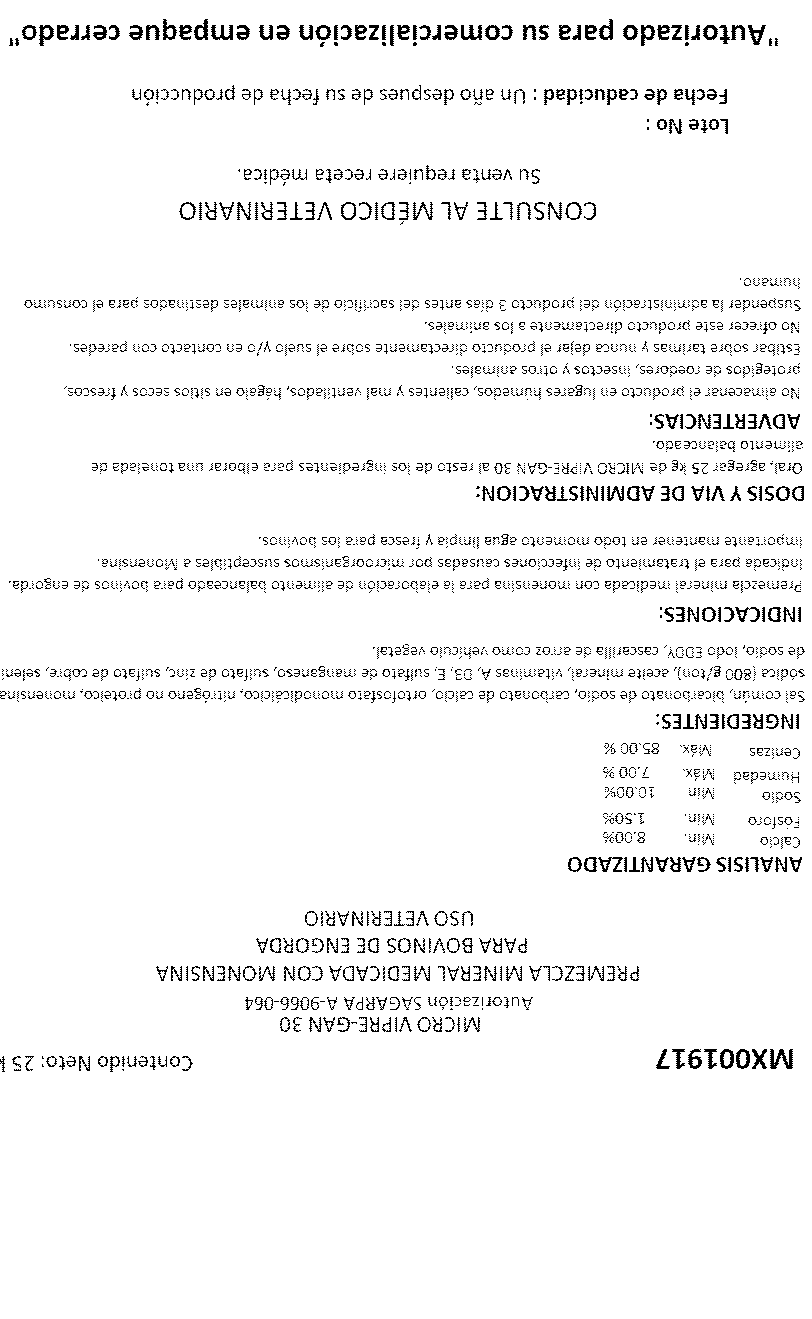 MX001917 Contenido Neto: 25 k
MICRO VIPRE-GAN 30
Autorización SAGARPA A-9066-064
PREMEZCLA MINERAL MEDICADA CON MONENSINA
PARA BOVINOS DE ENGORDA
USO VETERINARIO
ANALISIS GARANTIZADO
Calcio Min. 8.00%
Fósforo Min. 1.50%
Sodio Min 10.00%
Humedad Máx. 7.00 %
Cenizas Máx. 85.00 %
INGREDIENTES:
Sal común, bicarbonato de sodio, carbonato de calcio, ortofosfato monodicálcico, nitrógeno no proteico, monensina
sódica (800 g/ton), aceite mineral, vitaminas A, D3, E, sulfato de manganeso, sulfato de zinc, sulfato de cobre, seleni
de sodio, Iodo EDDY, cascarilla de arroz como vehículo vegetal.
INDICACIONES:
Premezcla mineral medicada con monensina para la elaboración de alimento balanceado para bovinos de engorda.
Indicada para el tratamiento de infecciones causadas por microorganismos susceptibles a Monensina.
Importante mantener en todo momento agua limpia y fresca para los bovinos.
DOSIS Y VIA DE ADMINISTRACION:
Oral, agregar 25 kg de MICRO VIPRE-GAN 30 al resto de los ingredientes para elborar una tonelada de
alimento balanceado.
ADVERTENCIAS:
No almacenar el producto en lugares húmedos, calientes y mal ventilados, hágalo en sitios secos y frescos,
protegidos de roedores, insectos y otros animales.
Estibar sobre tarimas y nunca dejar el producto directamente sobre el suelo y/o en contacto con paredes.
No ofrecer este producto directamente a los animales.
Suspender la administración del producto 3 días antes del sacrificio de los animales destinados para el consumo
humano.
CONSULTE AL MÉDICO VETERINARIO
Su venta requiere receta médica.
Lote No :
Fecha de caducidad : Un año despues de su fecha de produccción
"Autorizado para su comercialización en empaque cerrado"